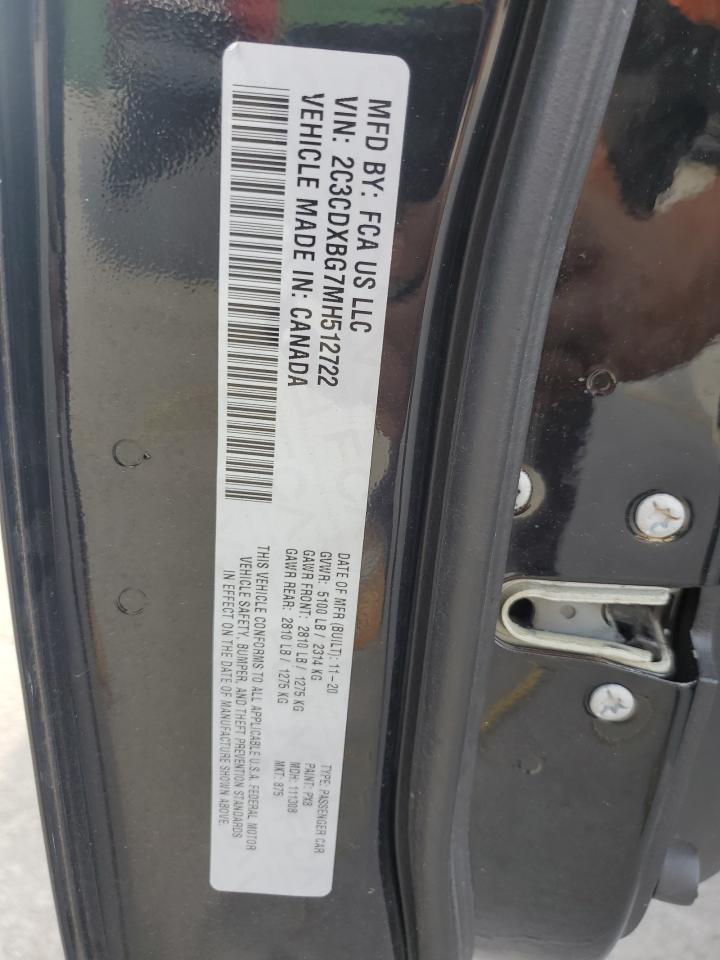 MFD BY: FCA US LLC
VIN: 2C3CDXBG7MH512722
VEHICLE MADE IN: CANADA
DATE OF MFR (BUILT): 11-20
GVWR: 5100 LB / 2314 KG
GAWR FRONT: 2810 LB / 1275 KG
GAWR REAR: 2810 LB / 1275 KG
THIS VEHICLE CONFORMS TO ALL APPLICABLE U.S.A. FEDERAL MOTOR
VEHICLE SAFETY, BUMPER, AND THEFT PREVENTION STANDARDS
IN EFFECT ON THE DATE OF MANUFACTURE SHOWN ABOVE.
TYPE: PASSENGER CAR
PAINT: PX8
MDH: 111308
MKT: 875